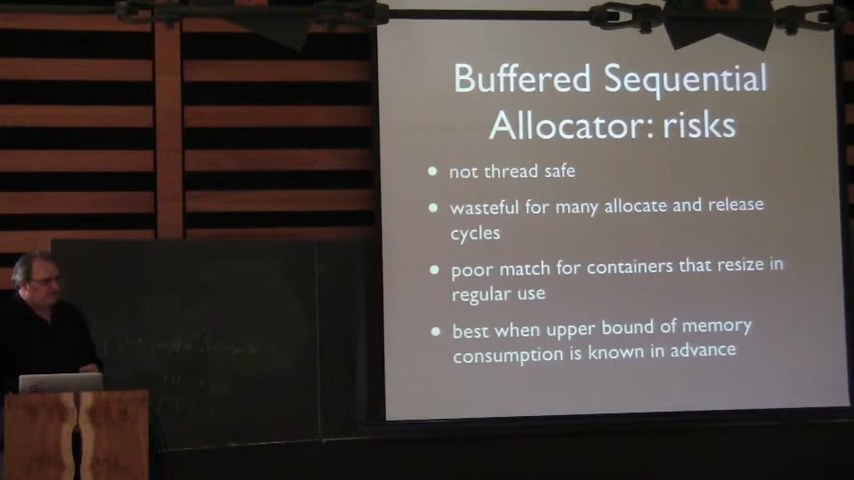 Buffered Sequential
Allocator: risks
• not thread safe
• wasteful for many allocate and release
cycles
• poor match for containers that resize in
regular use
• best when upper bound of memory
consumption is known in advance